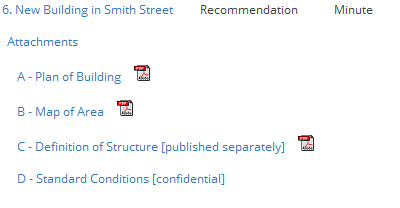 6. New Building in Smith Street Recommendation Minute
Attachments
A - Plan of Building
B - Map of Area
C - Definition of Structure [published separately]
D - Standard Conditions [confidential]